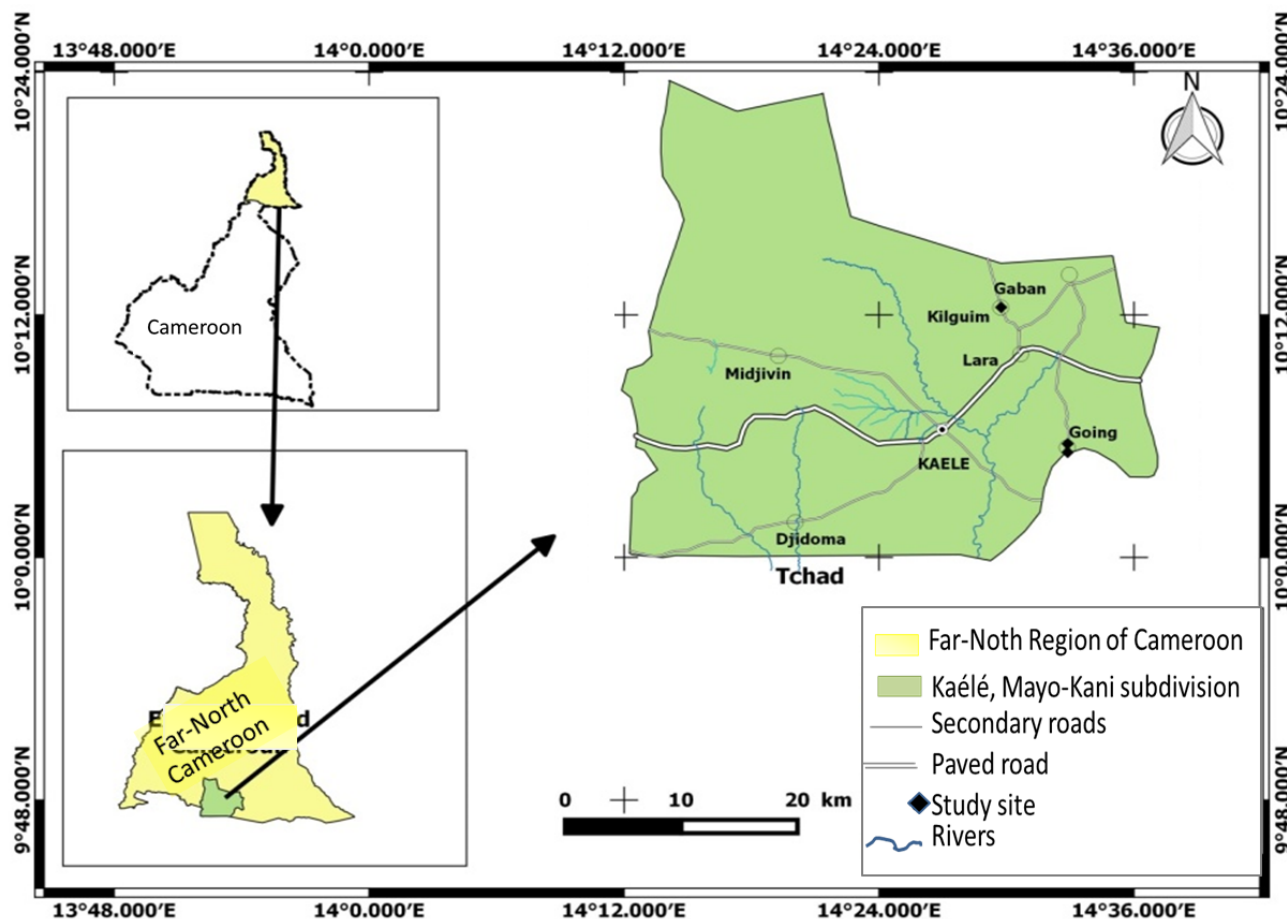 13°48.000′E 14°0.000′E 14°12.000′E 14°24.000′E 14°36.000′E
10°24.000′N
10°24.000′N
N
Cameroon
10°12.000′N
10°12.000′N
Gaban
Kilguim
Lara
Midjivin
Going
KAELE
Djidoma
Tchad
10°0.000′N
10°0.000′N
Far-North
Cameroon
9°48.000′N
9°48.000′N
0 10 20 km
Far-Noth Region of Cameroon
Kaélé, Mayo-Kani subdivision
Secondary roads
Paved road
Study site
Rivers
13°48.000′E 14°0.000′E 14°12.000′E 14°24.000′E 14°36.000′E